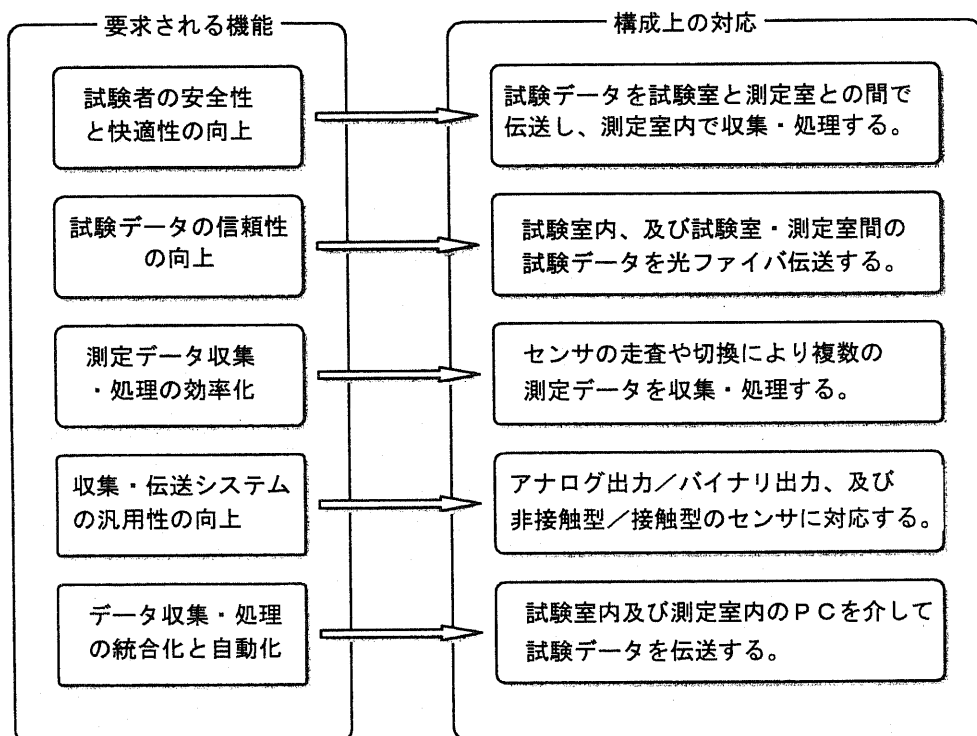 要求される機能
構成上の対応
試験者の安全性
と快適性の向上
試験データを試験室と測定室との間で
伝送し、測定室内で収集・処理する。
試験データの信頼性
の向上
試験室内、及び試験室・測定室間の
試験データを光ファイバ伝送する。
測定データ収集
・処理の効率化
センサの走査や切換により複数の
測定データを収集・処理する。
収集・伝送システム
の汎用性の向上
アナログ出力／バイナリ出力、及び
非接触型／接触型のセンサに対応する。
データ収集・処理
の統合化と自動化
試験室内及び測定室内のＰＣを介して
試験データを伝送する。